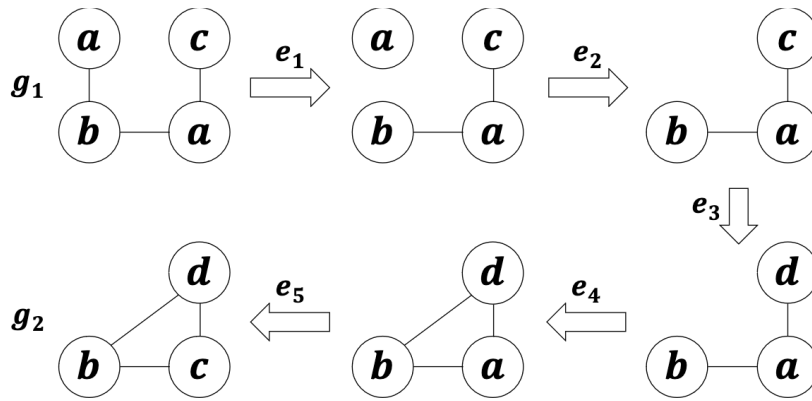 a c e₁ a c e₂ c
g₁ b a b a b a
e₃
d e₅ d e₄ d
g₂ b c b a b a